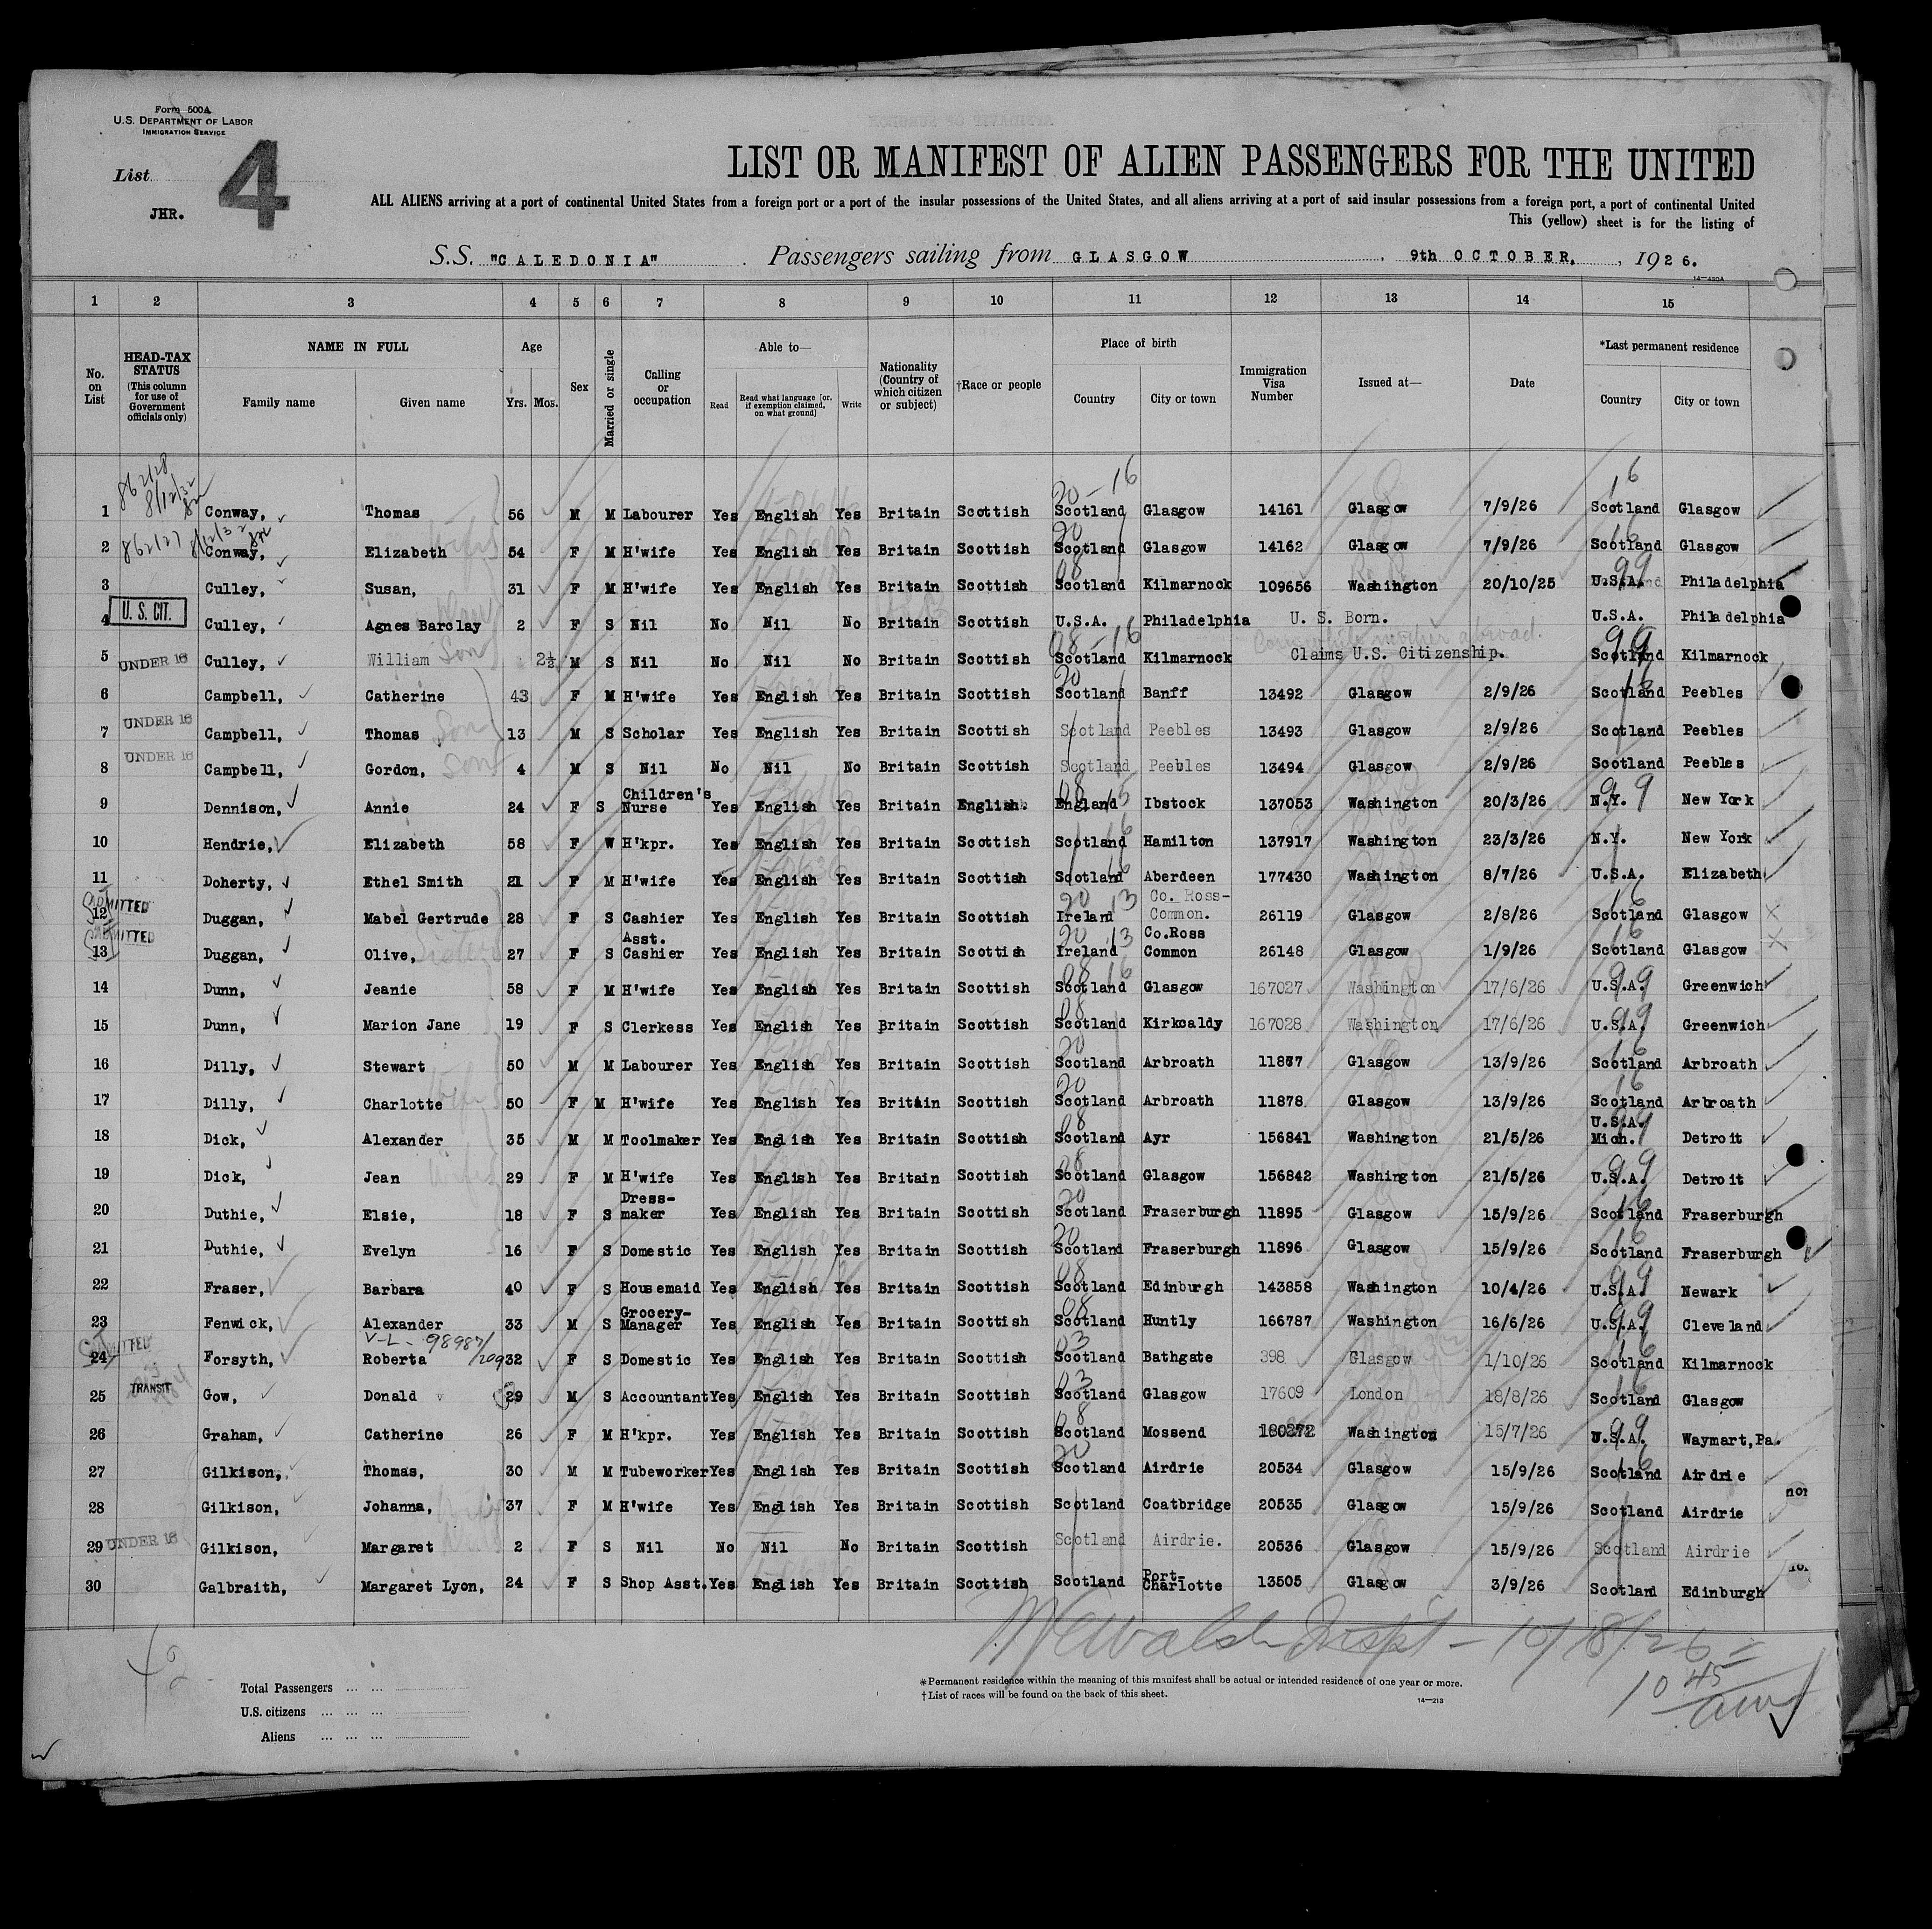 Form 500A
U.S. DEPARTMENT OF LABOR
IMMIGRATION SERVICE
List 4
JHR.
LIST OR MANIFEST OF ALIEN PASSENGERS FOR THE UNITED
ALL ALIENS arriving at a port of continental United States from a foreign port or a port of the insular possessions of the United States, and all aliens arriving at a port of said insular possessions from a foreign port, a port of continental United
This (yellow) sheet is for the listing of
S.S. "CALEDONIA" Passengers sailing from GLASGOW, 9th OCTOBER, 1926.
14—430A
1 2 3 4 5 6 7 8 9 10 11 12 13 14 15
No. on List
HEAD-TAX STATUS (This column for use of Government officials only)
NAME IN FULL
Family name Given name
Age
Yrs. Mos.
Sex
Married or single
Calling or occupation
Able to—
Read Read what language [or, if exemption claimed, on what ground] Write
Nationality (Country of which citizen or subject)
†Race or people
Place of birth
Country City or town
Immigration Visa Number
Issued at—
Date
*Last permanent residence
Country City or town
1 Conway, Thomas 56 M M Labourer Yes English Yes Britain Scottish Scotland Glasgow 14161 Glasgow 7/9/26 Scotland Glasgow
2 Conway, Elizabeth 54 F M H'wife Yes English Yes Britain Scottish Scotland Glasgow 14162 Glasgow 7/9/26 Scotland Glasgow
3 Culley, Susan, 31 F M H'wife Yes English Yes Britain Scottish Scotland Kilmarnock 109656 Washington 20/10/25 U.S.A. Philadelphia
4 U.S. CIT. Culley, Agnes Barclay 2 F S Nil No Nil No Britain Scottish U.S.A. Philadelphia U. S. Born. U.S.A. Philadelphia
5 UNDER 16 Culley, William Son 2½ M S Nil No Nil No Britain Scottish Scotland Kilmarnock Claims U.S. Citizenship. Scotland Kilmarnock
6 Campbell, Catherine 43 F M H'wife Yes English Yes Britain Scottish Scotland Banff 13492 Glasgow 2/9/26 Scotland Peebles
7 UNDER 16 Campbell, Thomas Son 13 M S Scholar Yes English Yes Britain Scottish Scotland Peebles 13493 Glasgow 2/9/26 Scotland Peebles
8 UNDER 16 Campbell, Gordon, Son 4 M S Nil No Nil No Britain Scottish Scotland Peebles 13494 Glasgow 2/9/26 Scotland Peebles
9 Dennison, Annie 24 F S Children's Nurse Yes English Yes Britain English. England Ibstock 137053 Washington 20/3/26 N.Y. New York
10 Hendrie, Elizabeth 58 F W H'kpr. Yes English Yes Britain Scottish Scotland Hamilton 137917 Washington 23/3/26 N.Y. New York
11 Doherty, Ethel Smith 21 F M H'wife Yes English Yes Britain Scottish Scotland Aberdeen 177430 Washington 8/7/26 U.S.A. Elizabeth
12 ADMITTED Duggan, Mabel Gertrude 28 F S Cashier Yes English Yes Britain Scottish Ireland Co. Ross-Common. 26119 Glasgow 2/8/26 Scotland Glasgow
13 ADMITTED Duggan, Olive, Sister 27 F S Asst. Cashier Yes English Yes Britain Scottish Ireland Co.Ross Common 26148 Glasgow 1/9/26 Scotland Glasgow
14 Dunn, Jeanie 58 F M H'wife Yes English Yes Britain Scottish Scotland Glasgow 167027 Washington 17/6/26 U.S.A. Greenwich
15 Dunn, Marion Jane 19 F S Clerkess Yes English Yes Britain Scottish Scotland Kirkcaldy 167028 Washington 17/6/26 U.S.A. Greenwich
16 Dilly, Stewart 50 M M Labourer Yes English Yes Britain Scottish Scotland Arbroath 11877 Glasgow 13/9/26 Scotland Arbroath
17 Dilly, Charlotte 50 F M H'wife Yes English Yes Britain Scottish Scotland Arbroath 11878 Glasgow 13/9/26 Scotland Arbroath
18 Dick, Alexander 35 M M Toolmaker Yes English Yes Britain Scottish Scotland Ayr 156841 Washington 21/5/26 U.S.A. Mich. Detroit
19 Dick, Jean 29 F M H'wife Yes English Yes Britain Scottish Scotland Glasgow 156842 Washington 21/5/26 U.S.A. Detroit
20 Duthie, Elsie, 18 F S Dress-maker Yes English Yes Britain Scottish Scotland Fraserburgh 11895 Glasgow 15/9/26 Scotland Fraserburgh
21 Duthie, Evelyn 16 F S Domestic Yes English Yes Britain Scottish Scotland Fraserburgh 11896 Glasgow 15/9/26 Scotland Fraserburgh
22 Fraser, Barbara 40 F S Housemaid Yes English Yes Britain Scottish Scotland Edinburgh 143858 Washington 10/4/26 U.S.A. Newark
23 Fenwick, Alexander 33 M S Grocery-Manager Yes English Yes Britain Scottish Scotland Huntly 166787 Washington 16/6/26 U.S.A. Cleveland
V-L- 98987/209
24 ADMITTED Forsyth, Roberta 32 F S Domestic Yes English Yes Britain Scottish Scotland Bathgate 398 Glasgow 1/10/26 Scotland Kilmarnock
25 TRANSIT Gow, Donald 29 M S Accountant Yes English Yes Britain Scottish Scotland Glasgow 17609 London 18/8/26 Scotland Glasgow
26 Graham, Catherine 26 F M H'kpr. Yes English Yes Britain Scottish Scotland Mossend 180272 Washington 15/7/26 U.S.A. Waymart,Pa.
27 Gilkison, Thomas, 30 M M Tubeworker Yes English Yes Britain Scottish Scotland Airdrie 20534 Glasgow 15/9/26 Scotland Airdrie
28 Gilkison, Johanna, 37 F M H'wife Yes English Yes Britain Scottish Scotland Coatbridge 20535 Glasgow 15/9/26 Scotland Airdrie
29 UNDER 16 Gilkison, Margaret 2 F S Nil No Nil No Britain Scottish Scotland Airdrie. 20536 Glasgow 15/9/26 Scotland Airdrie
30 Galbraith, Margaret Lyon, 24 F S Shop Asst. Yes English Yes Britain Scottish Scotland Port-Charlotte 13505 Glasgow 3/9/26 Scotland Edinburgh
Walsh Inspt - 10/18/26
10 45 am
42
Total Passengers ... ...
U.S. citizens ... ... ...
Aliens ... ... ...
*Permanent residence within the meaning of this manifest shall be actual or intended residence of one year or more.
†List of races will be found on the back of this sheet.
14—213